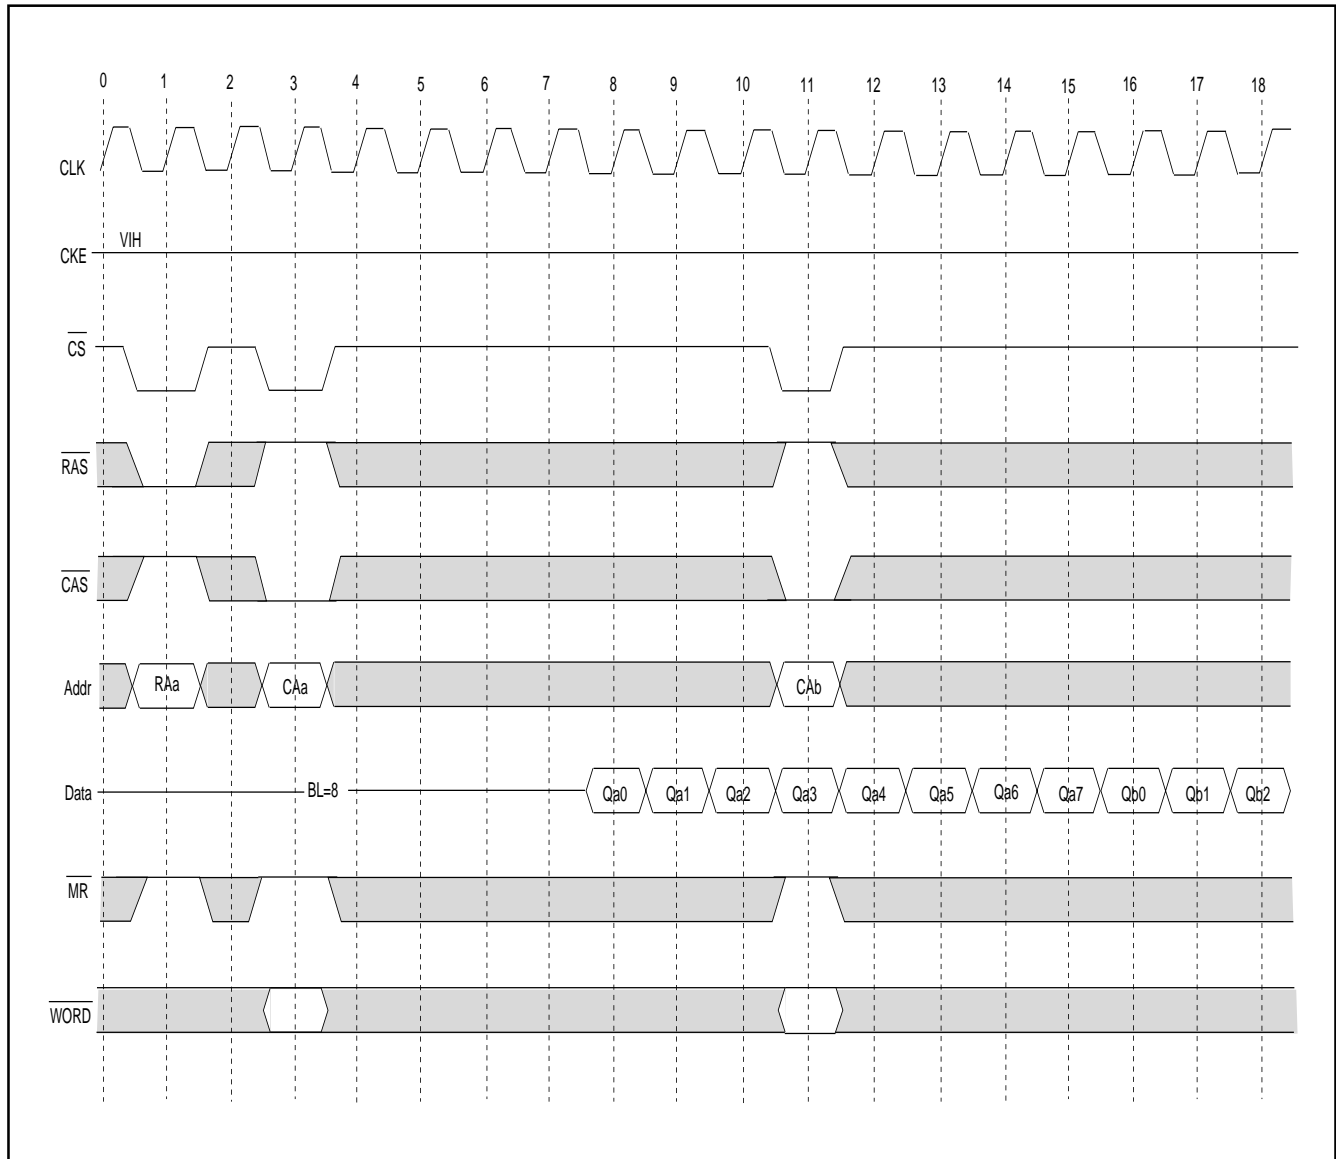 0 1 2 3 4 5 6 7 8 9 10 11 12 13 14 15 16 17 18
CLK
VIH
CKE
CS
RAS
CAS
Addr RAa CAa CAb
Data BL=8 Qa0 Qa1 Qa2 Qa3 Qa4 Qa5 Qa6 Qa7 Qb0 Qb1 Qb2
MR
WORD